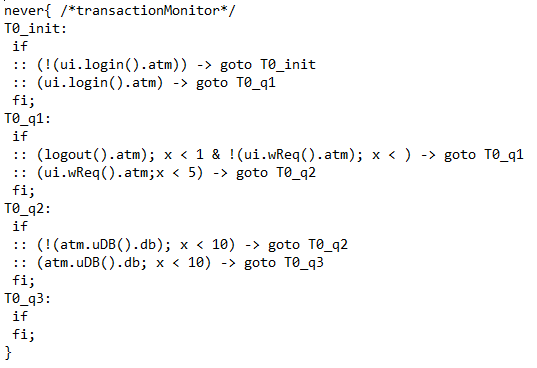 never{ /*transactionMonitor*/
T0_init:
if
:: (!(ui.login().atm)) -> goto T0_init
:: (ui.login().atm) -> goto T0_q1
fi;
T0_q1:
if
:: (logout().atm); x < 1 & !(ui.wReq().atm); x < ) -> goto T0_q1
:: (ui.wReq().atm;x < 5) -> goto T0_q2
fi;
T0_q2:
if
:: (!(atm.uDB().db); x < 10) -> goto T0_q2
:: (atm.uDB().db; x < 10) -> goto T0_q3
fi;
T0_q3:
if
fi;
}